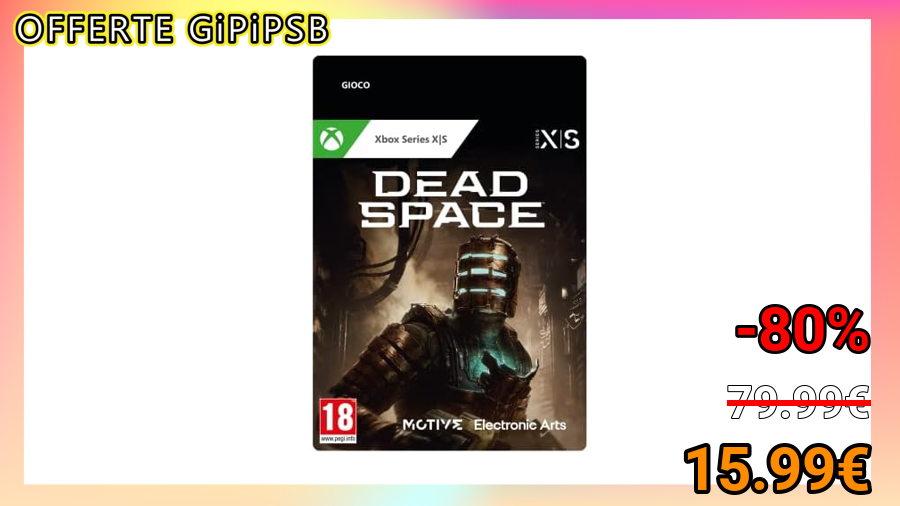 OFFERTE GiPiPSB
GIOCO
Xbox Series X|S
SERIES X|S
DEAD
SPACE
18
www.pegi.info
MOTIVE Electronic Arts
-80%
79.99€
15.99€